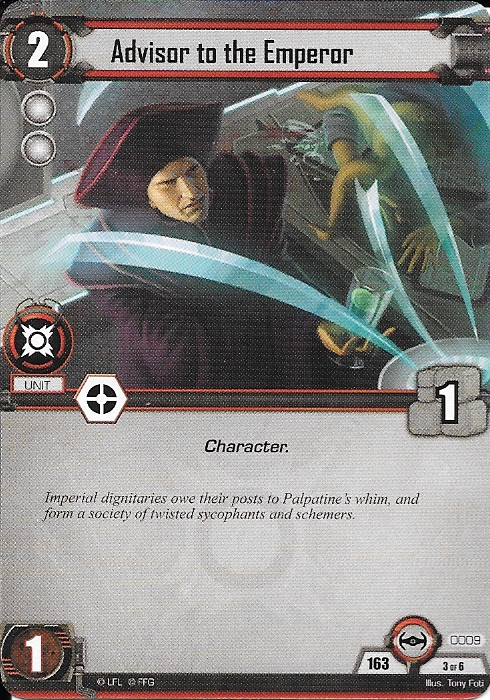 2
Advisor to the Emperor
UNIT
1
Character.
Imperial dignitaries owe their posts to Palpatine's whim, and
form a society of twisted sycophants and schemers.
1
© LFL © FFG
163
0009
3 OF 6
Illus. Tony Foti